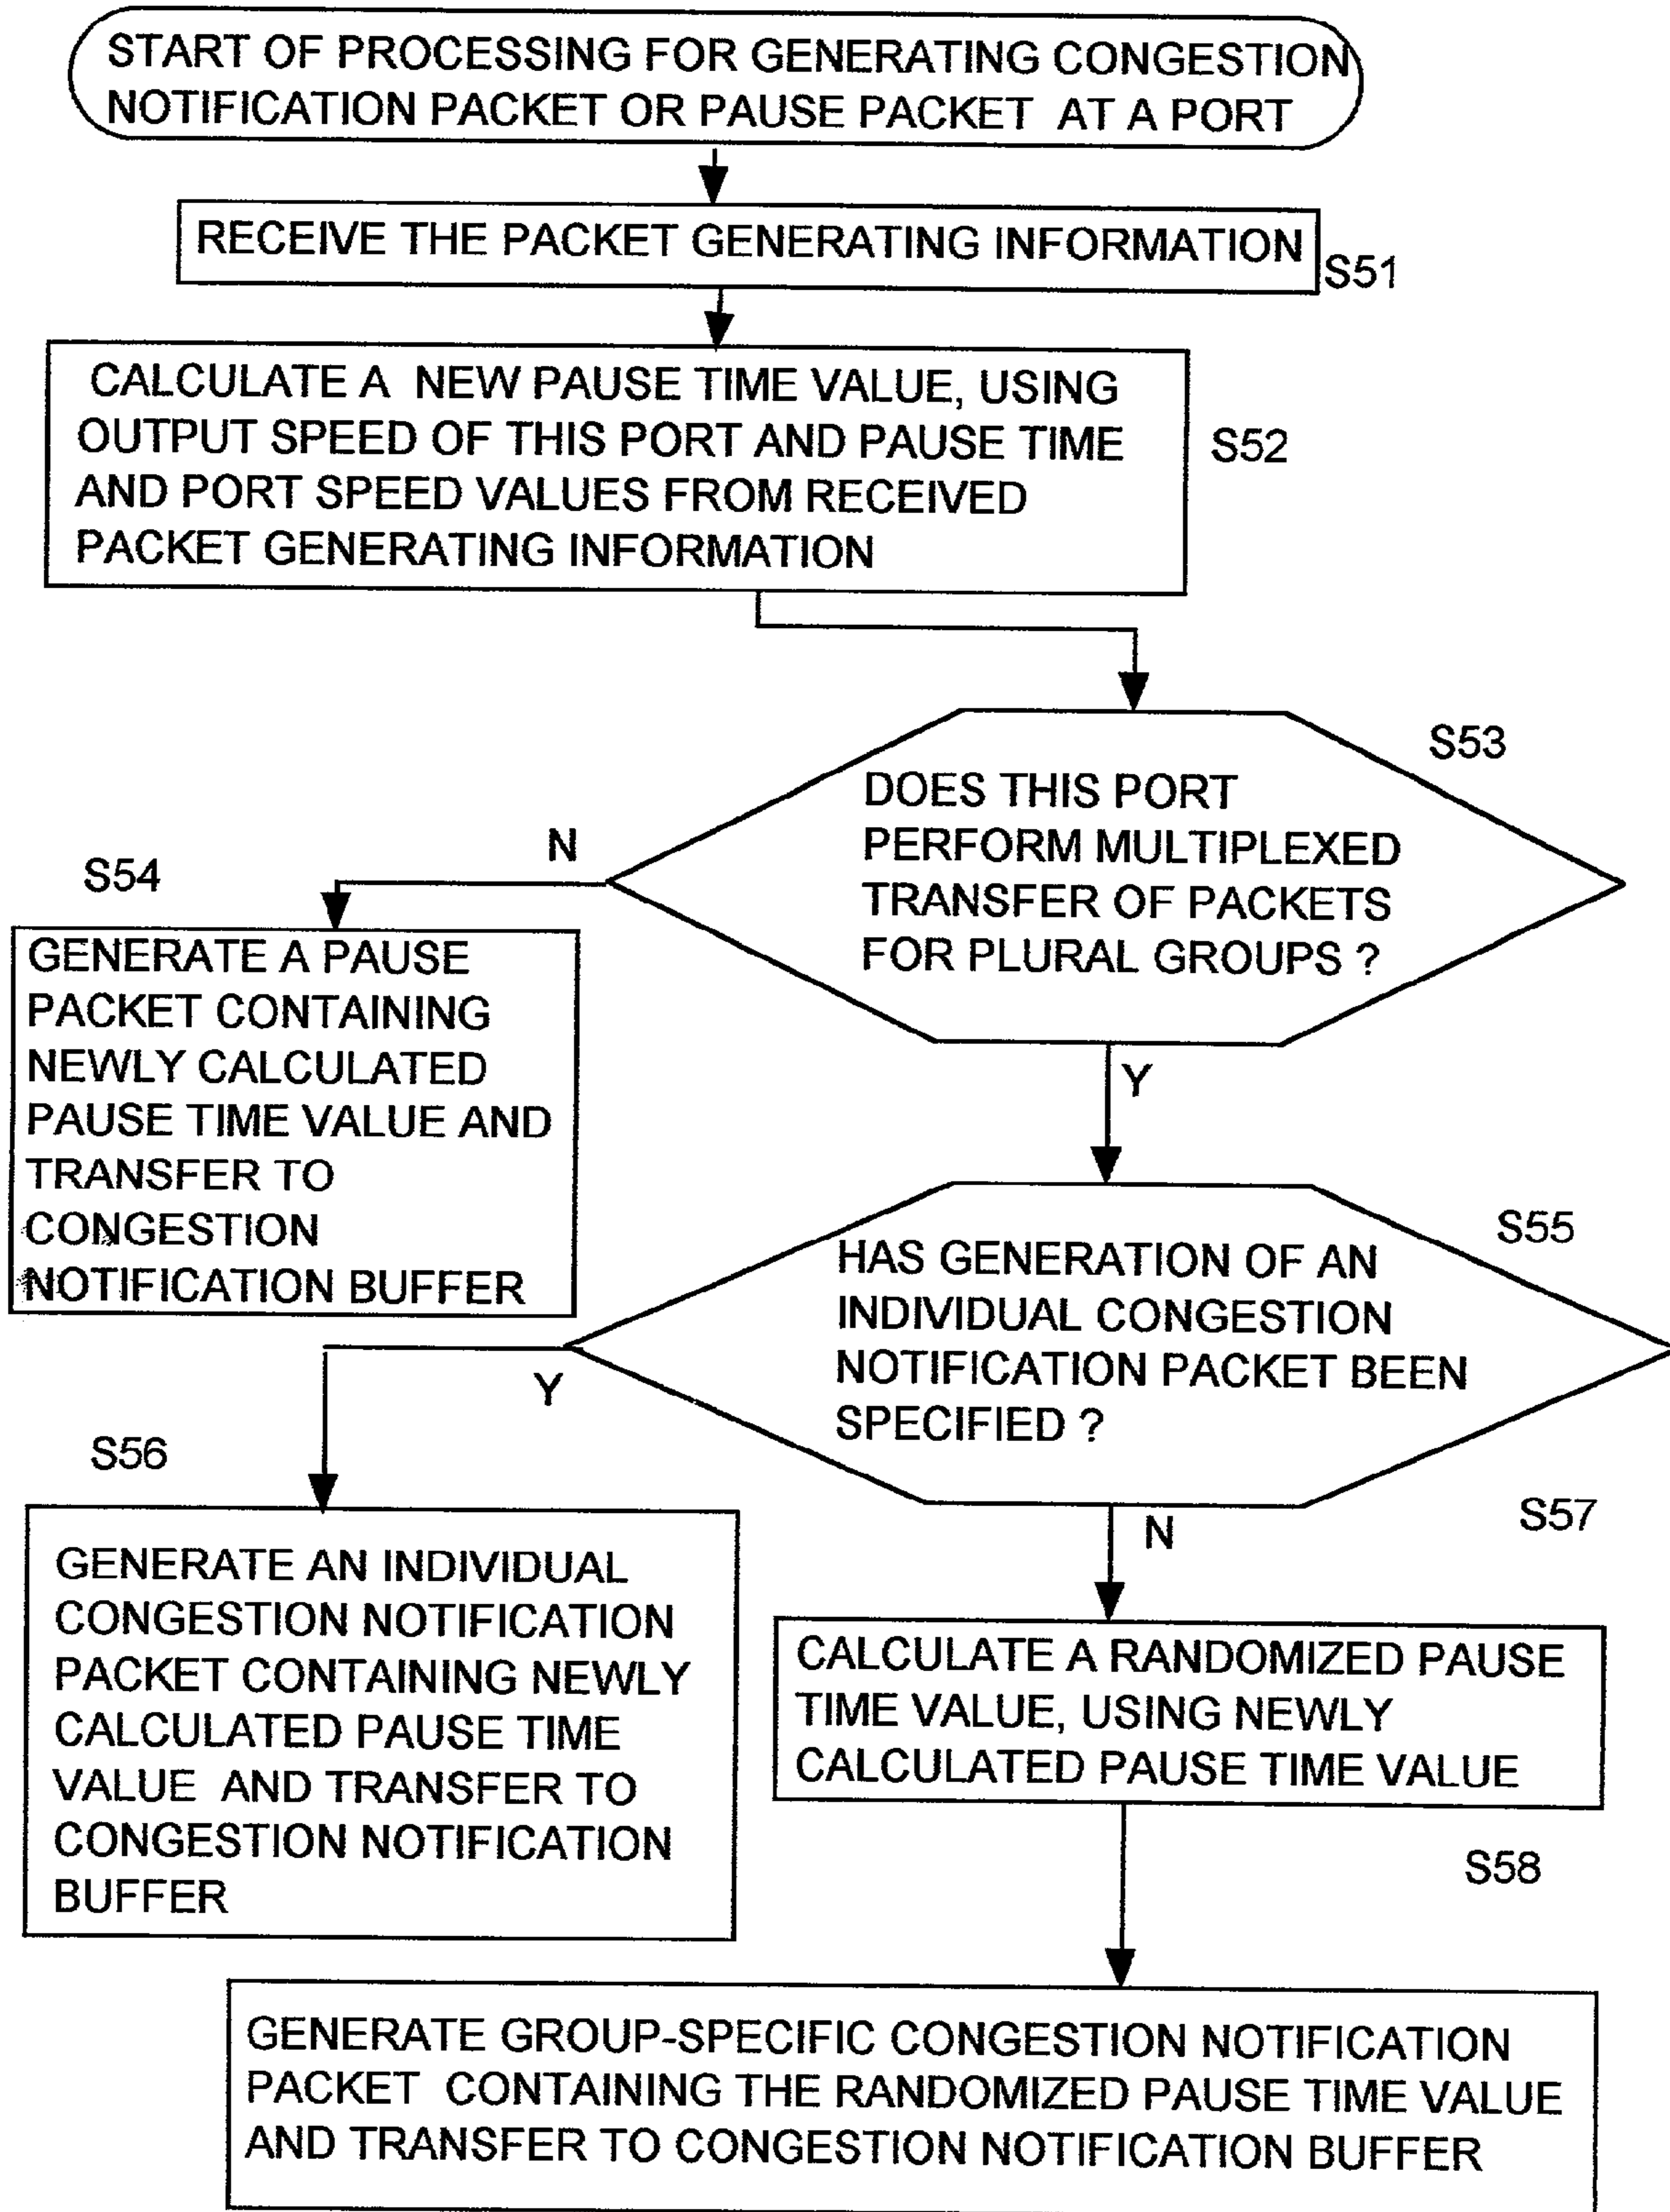 START OF PROCESSING FOR GENERATING CONGESTION
NOTIFICATION PACKET OR PAUSE PACKET AT A PORT
RECEIVE THE PACKET GENERATING INFORMATION
S51
CALCULATE A NEW PAUSE TIME VALUE, USING
OUTPUT SPEED OF THIS PORT AND PAUSE TIME
AND PORT SPEED VALUES FROM RECEIVED
PACKET GENERATING INFORMATION
S52
S53
DOES THIS PORT
PERFORM MULTIPLEXED
TRANSFER OF PACKETS
FOR PLURAL GROUPS ?
N
Y
S54
GENERATE A PAUSE
PACKET CONTAINING
NEWLY CALCULATED
PAUSE TIME VALUE AND
TRANSFER TO
CONGESTION
NOTIFICATION BUFFER
S55
HAS GENERATION OF AN
INDIVIDUAL CONGESTION
NOTIFICATION PACKET BEEN
SPECIFIED ?
Y
N
S56
GENERATE AN INDIVIDUAL
CONGESTION NOTIFICATION
PACKET CONTAINING NEWLY
CALCULATED PAUSE TIME
VALUE AND TRANSFER TO
CONGESTION NOTIFICATION
BUFFER
S57
CALCULATE A RANDOMIZED PAUSE
TIME VALUE, USING NEWLY
CALCULATED PAUSE TIME VALUE
S58
GENERATE GROUP-SPECIFIC CONGESTION NOTIFICATION
PACKET CONTAINING THE RANDOMIZED PAUSE TIME VALUE
AND TRANSFER TO CONGESTION NOTIFICATION BUFFER